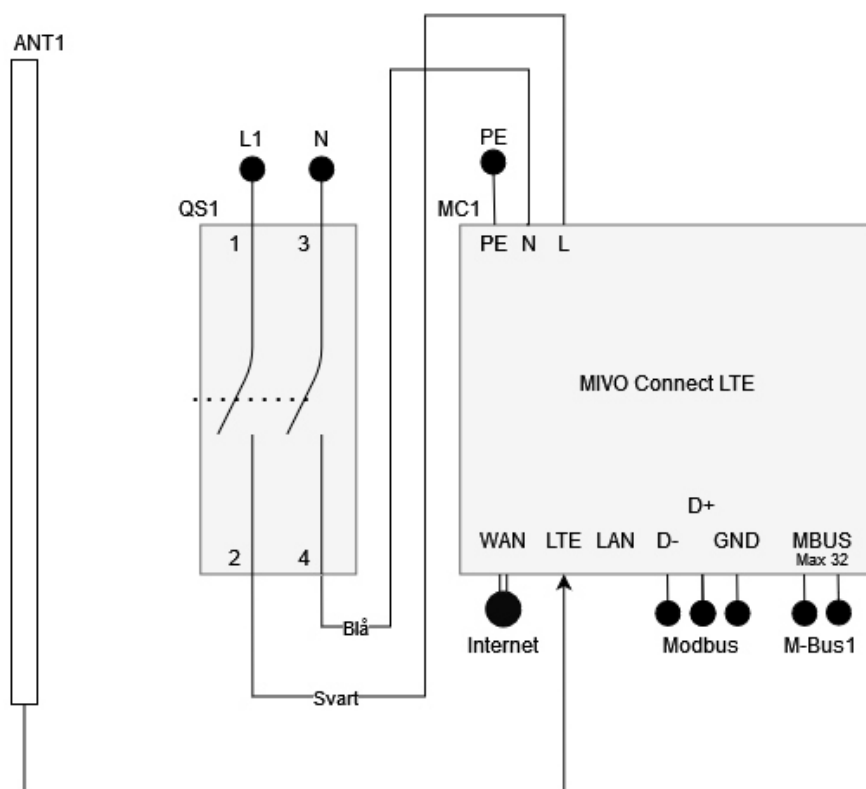 ANT1
L1 N PE
QS1 MC1
1 3 PE N L
MIVO Connect LTE
D+
WAN LTE LAN D- GND MBUS
2 4 Max 32
Blå
Internet Modbus M-Bus1
Svart